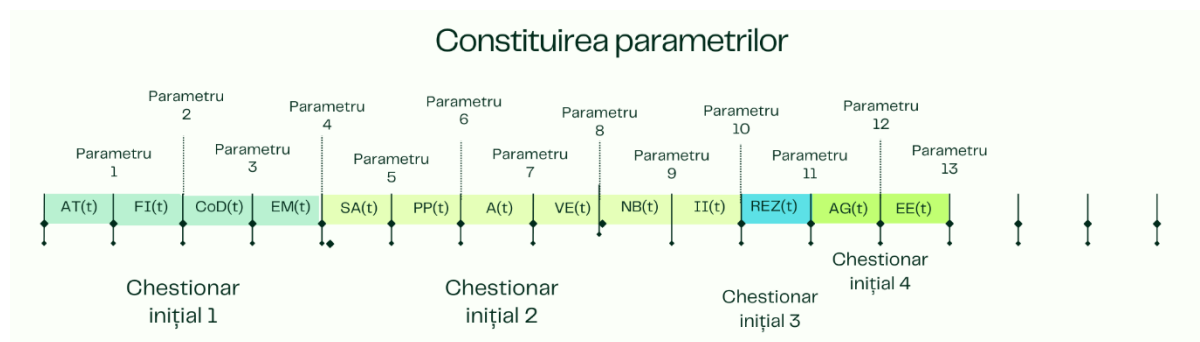 Constituirea parametrilor
Parametru
1
Parametru
2
Parametru
3
Parametru
4
Parametru
5
Parametru
6
Parametru
7
Parametru
8
Parametru
9
Parametru
10
Parametru
11
Parametru
12
Parametru
13
AT(t) FI(t) CoD(t) EM(t) SA(t) PP(t) A(t) VE(t) NB(t) II(t) REZ(t) AG(t) EE(t)
Chestionar
inițial 1
Chestionar
inițial 2
Chestionar
inițial 3
Chestionar
inițial 4